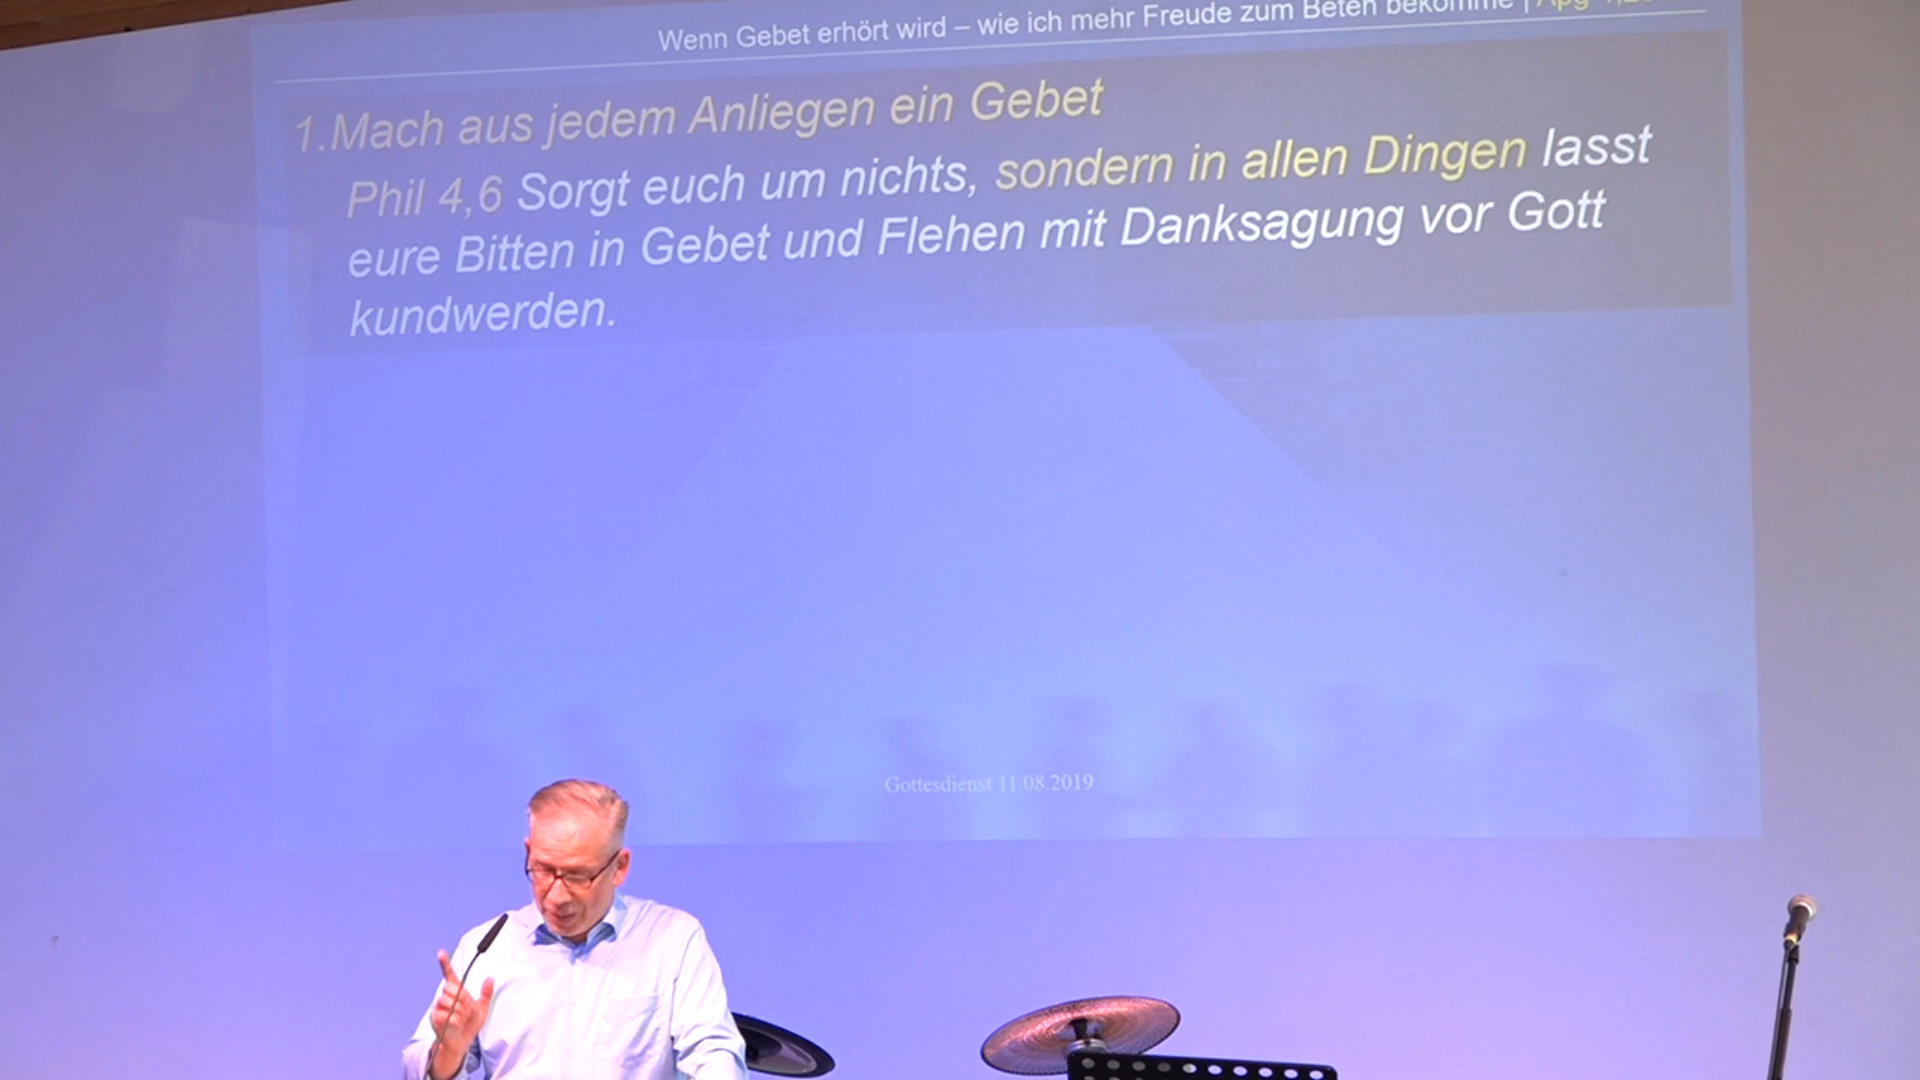 Wenn Gebet erhört wird – wie ich mehr Freude zum Beten bekomme | Apg
1.Mach aus jedem Anliegen ein Gebet
Phil 4,6 Sorgt euch um nichts, sondern in allen Dingen lasst
eure Bitten in Gebet und Flehen mit Danksagung vor Gott
kundwerden.
Gottesdienst 11.08.2019